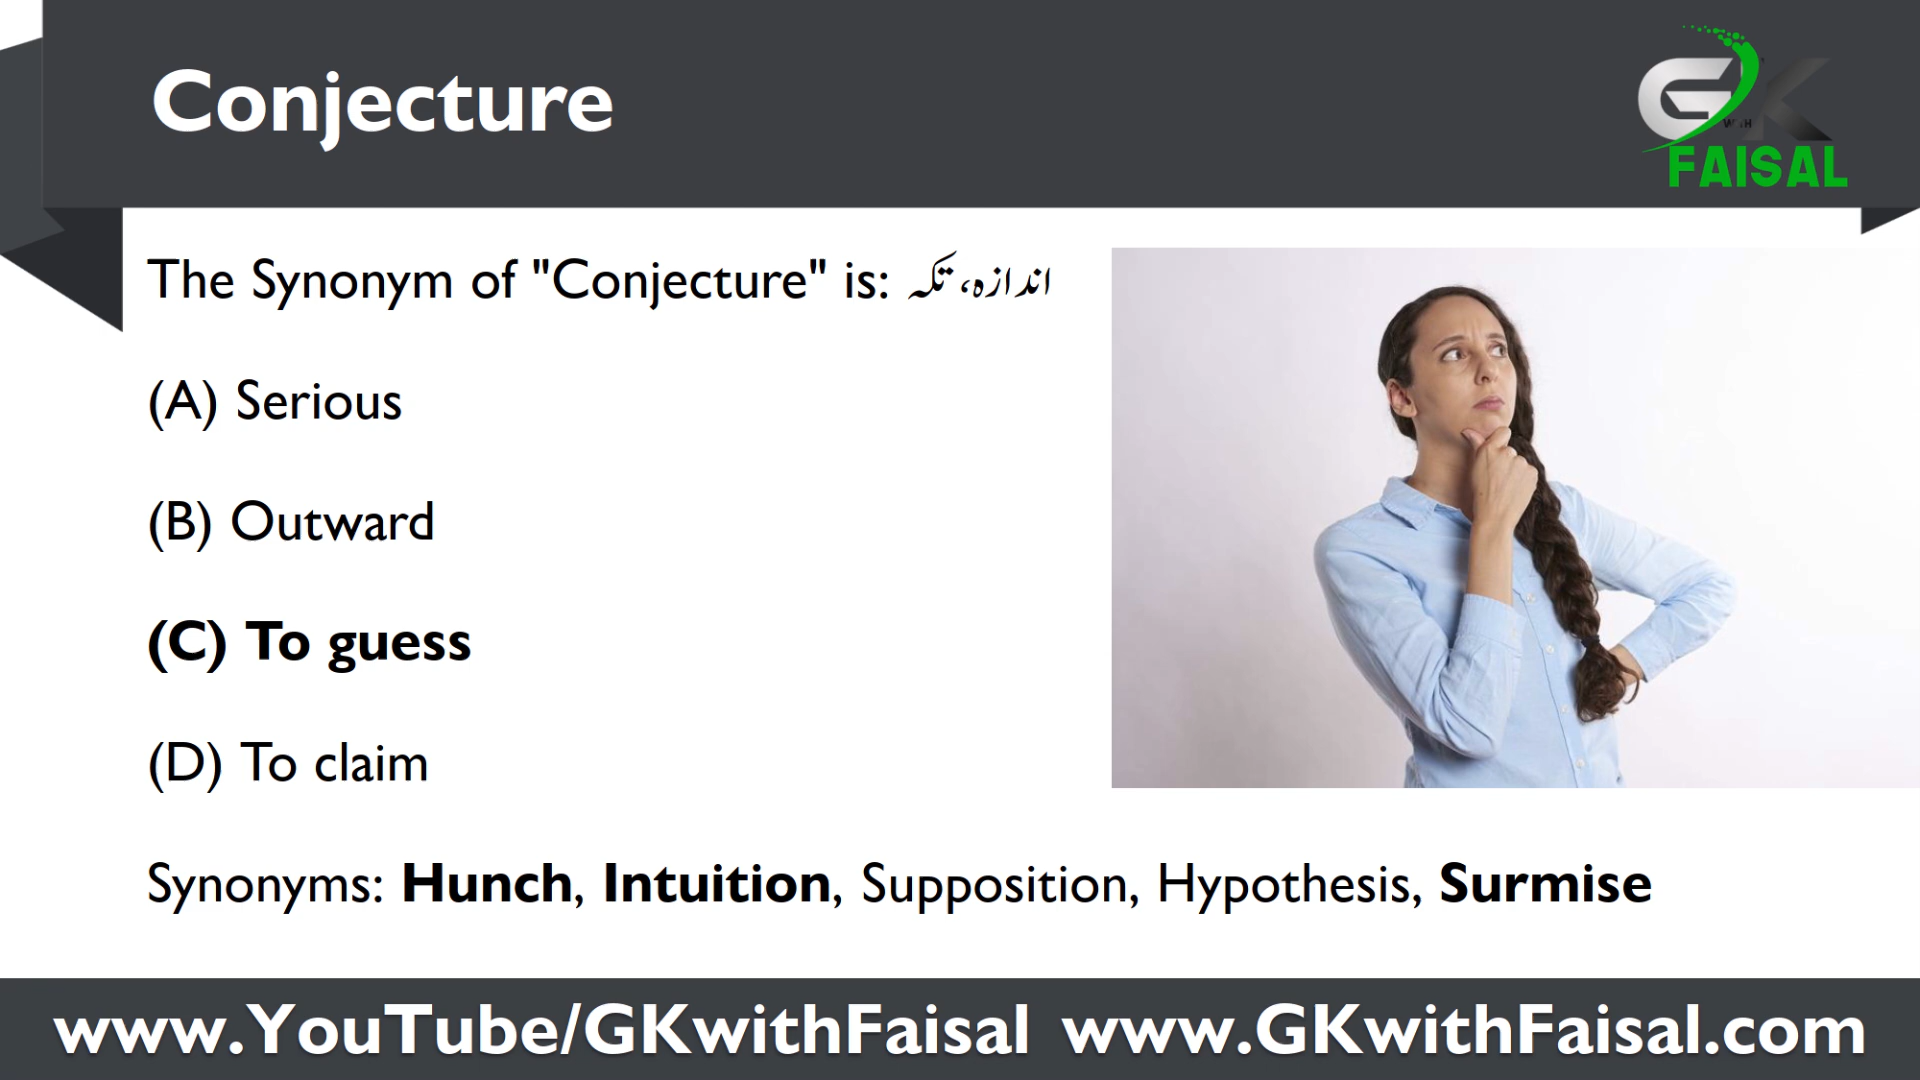 Conjecture
GK
WITH
FAISAL
The Synonym of "Conjecture" is: اندازہ، تکہ
(A) Serious
(B) Outward
(C) To guess
(D) To claim
Synonyms: Hunch, Intuition, Supposition, Hypothesis, Surmise
www.YouTube/GKwithFaisal www.GKwithFaisal.com